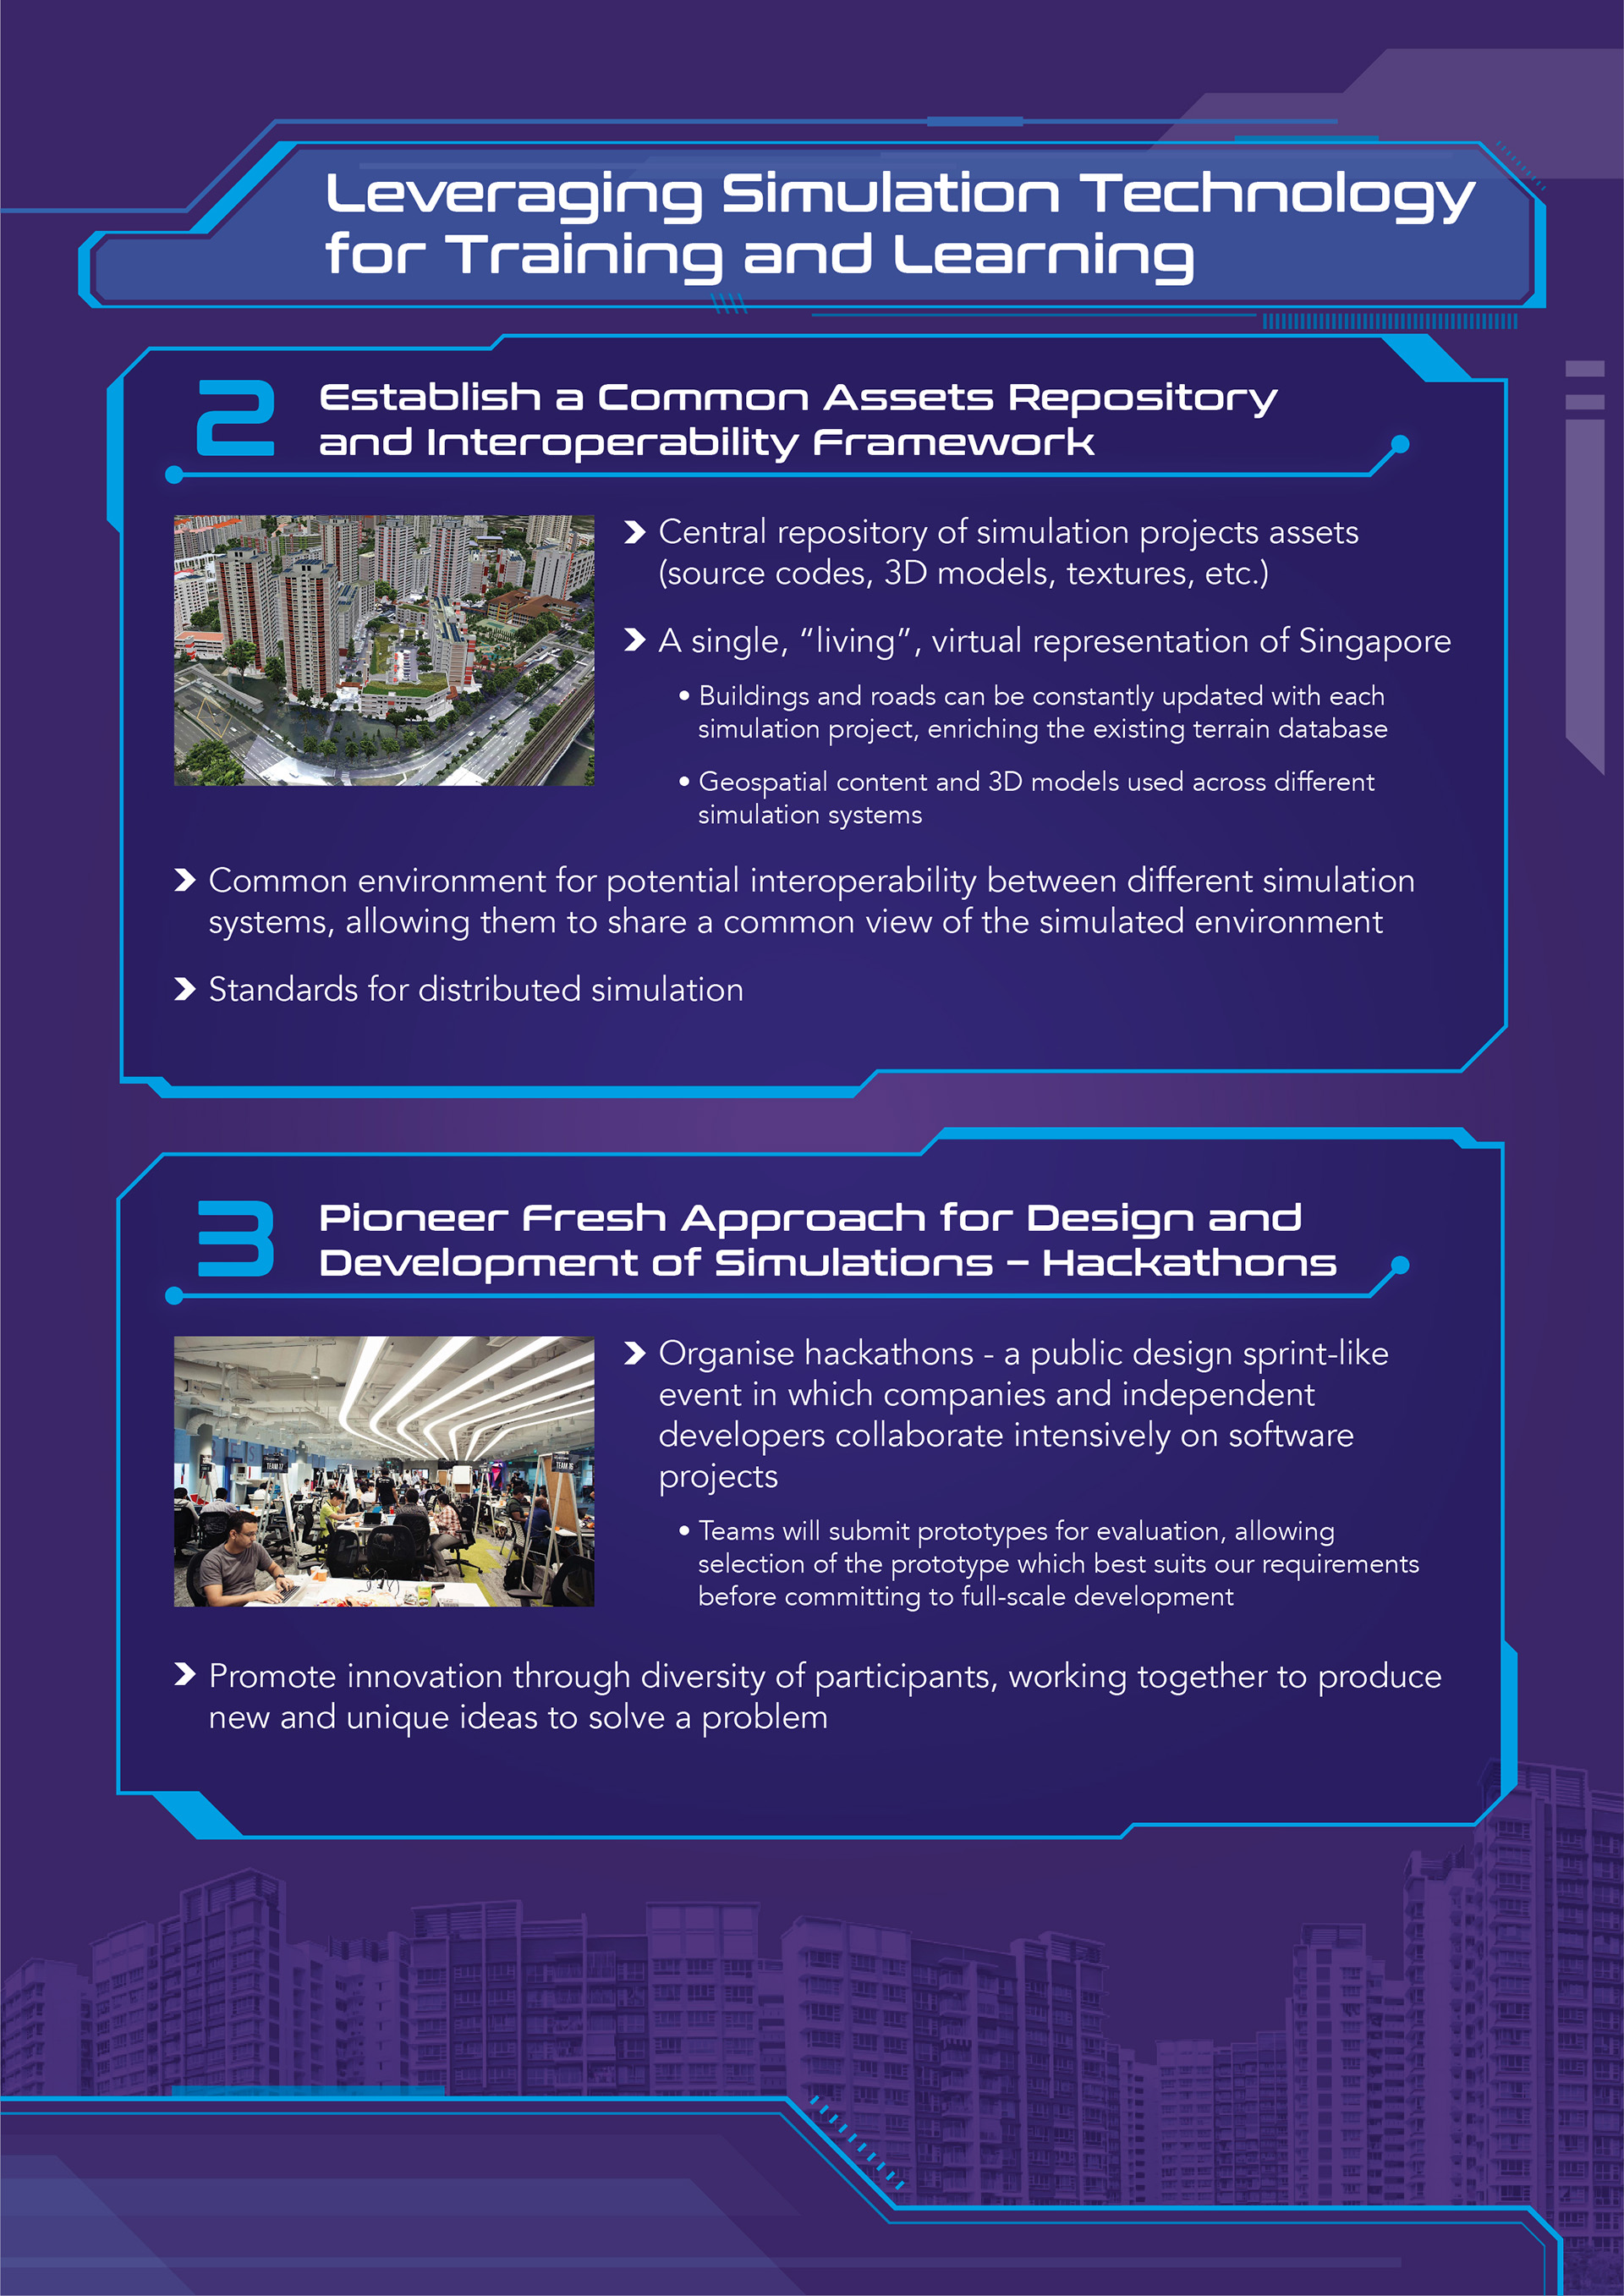 Leveraging Simulation Technology
for Training and Learning
2
Establish a Common Assets Repository
and Interoperability Framework
Central repository of simulation projects assets
(source codes, 3D models, textures, etc.)
A single, “living”, virtual representation of Singapore
• Buildings and roads can be constantly updated with each
simulation project, enriching the existing terrain database
• Geospatial content and 3D models used across different
simulation systems
Common environment for potential interoperability between different simulation
systems, allowing them to share a common view of the simulated environment
Standards for distributed simulation
3
Pioneer Fresh Approach for Design and
Development of Simulations – Hackathons
Organise hackathons - a public design sprint-like
event in which companies and independent
developers collaborate intensively on software
projects
• Teams will submit prototypes for evaluation, allowing
selection of the prototype which best suits our requirements
before committing to full-scale development
TEAM 17
TEAM 16
Promote innovation through diversity of participants, working together to produce
new and unique ideas to solve a problem